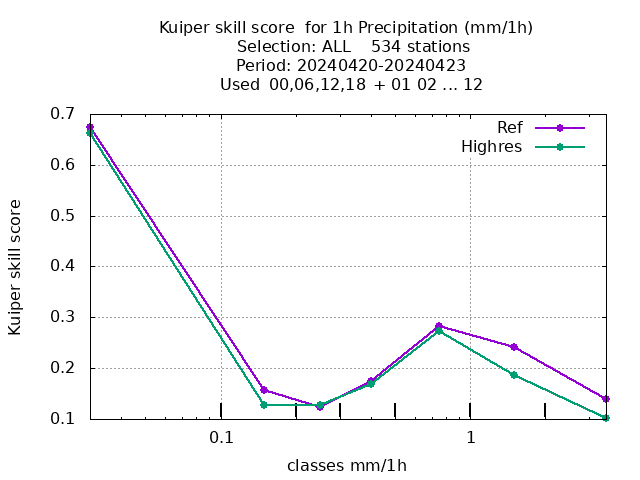 Kuiper skill score  for 1h Precipitation (mm/1h)
Selection: ALL    534 stations
Period: 20240420-20240423
Used  00,06,12,18  + 01 02 ... 12
Ref
Highres
0.7
0.6
0.5
0.4
0.3
0.2
0.1
Kuiper skill score
0.1
1
classes mm/1h